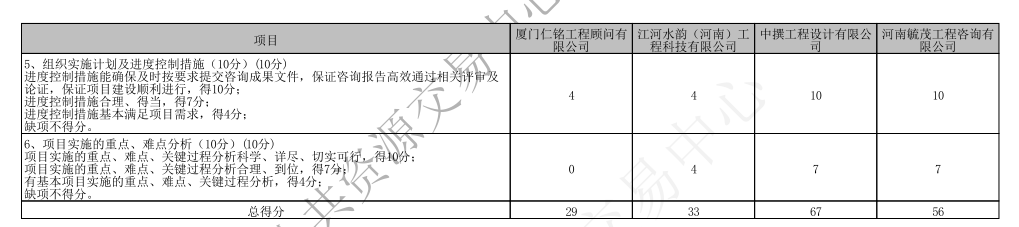 项目
厦门仁铭工程顾问有
限公司
江河水韵（河南）工
程科技有限公司
中撰工程设计有限公
司
河南毓茂工程咨询有
限公司
5、组织实施计划及进度控制措施（10分）(10分)
进度控制措施能确保及时按要求提交咨询成果文件，保证咨询报告高效通过相关评审及
论证，保证项目建设顺利进行，得10分；
进度控制措施合理、得当，得7分；
进度控制措施基本满足项目需求，得4分；
缺项不得分。
4
4
10
10
6、项目实施的重点、难点分析（10分）(10分)
项目实施的重点、难点、关键过程分析科学、详尽、切实可行，得10分；
项目实施的重点、难点、关键过程分析合理、到位，得7分；
有基本项目实施的重点、难点、关键过程分析，得4分；
缺项不得分。
0
4
7
7
总得分
29
33
67
56
共资源交易中心
交易中心